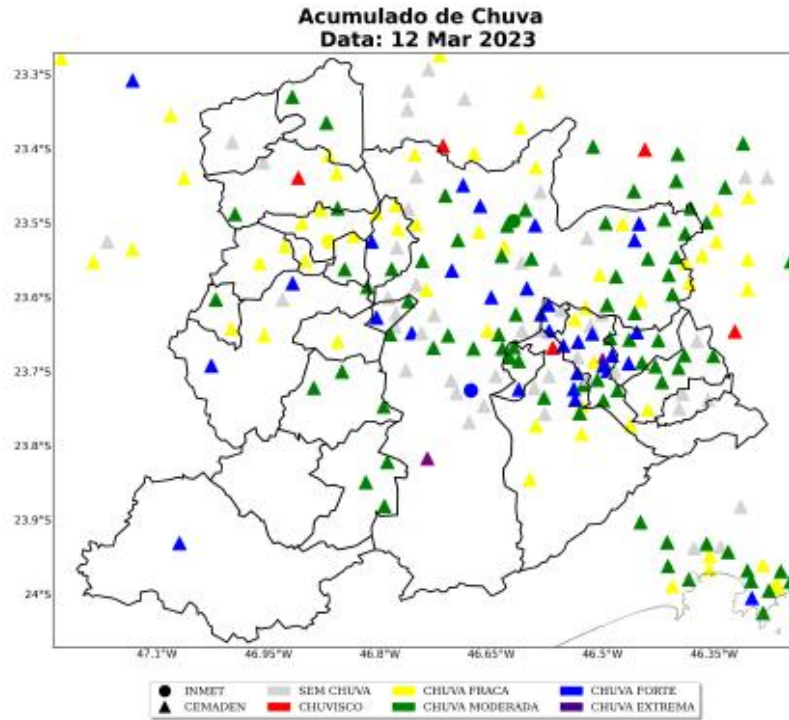 Acumulado de Chuva
Data: 12 Mar 2023
23.3°S
23.4°S
23.5°S
23.6°S
23.7°S
23.8°S
23.9°S
24°S
47.1°W
46.95°W
46.8°W
46.65°W
46.5°W
46.35°W
INMET
SEM CHUVA
CHUVA FRACA
CHUVA FORTE
CEMADEN
CHUVISCO
CHUVA MODERADA
CHUVA EXTREMA